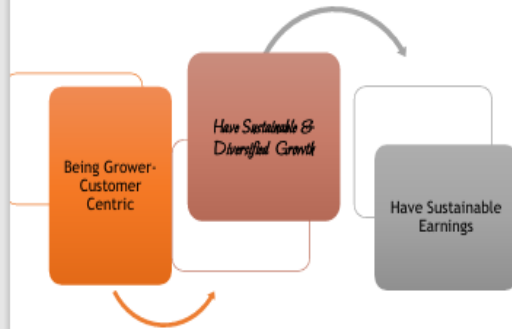 Being Grower-
Customer
Centric
Have Sustainable &
Diversified Growth
Have Sustainable
Earnings